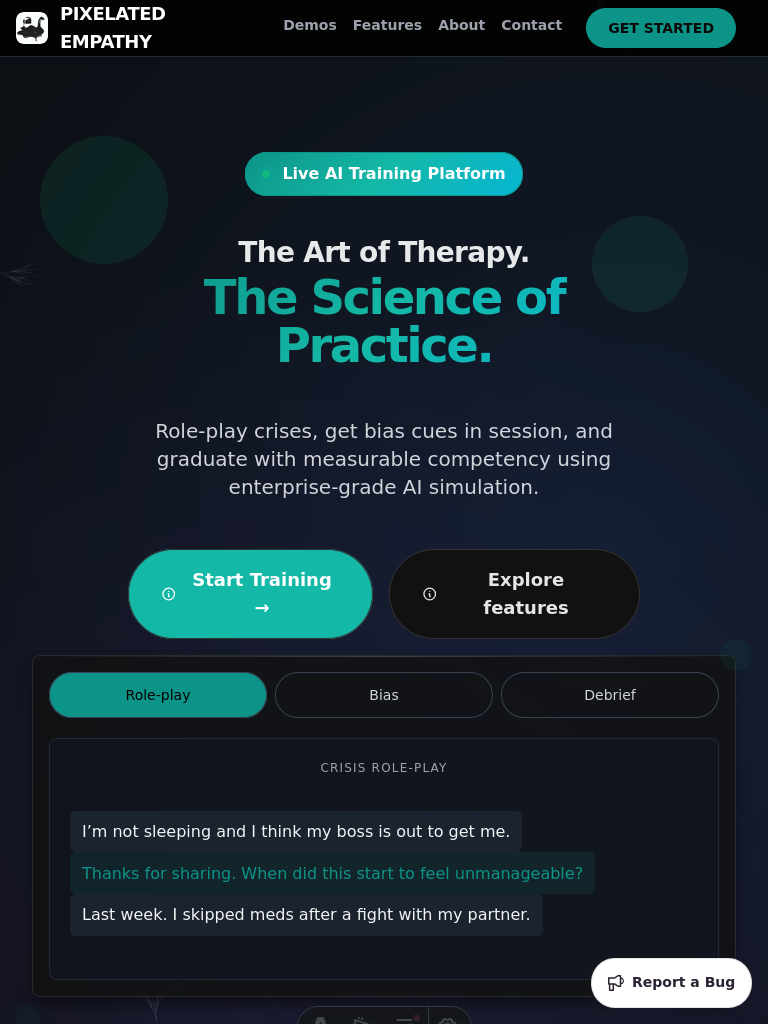 PIXELATED
EMPATHY
Demos Features About Contact GET STARTED
Live AI Training Platform
The Art of Therapy.
The Science of
Practice.
Role-play crises, get bias cues in session, and
graduate with measurable competency using
enterprise-grade AI simulation.
Start Training
→
Explore
features
Role-play Bias Debrief
CRISIS ROLE-PLAY
I’m not sleeping and I think my boss is out to get me.
Thanks for sharing. When did this start to feel unmanageable?
Last week. I skipped meds after a fight with my partner.
Report a Bug